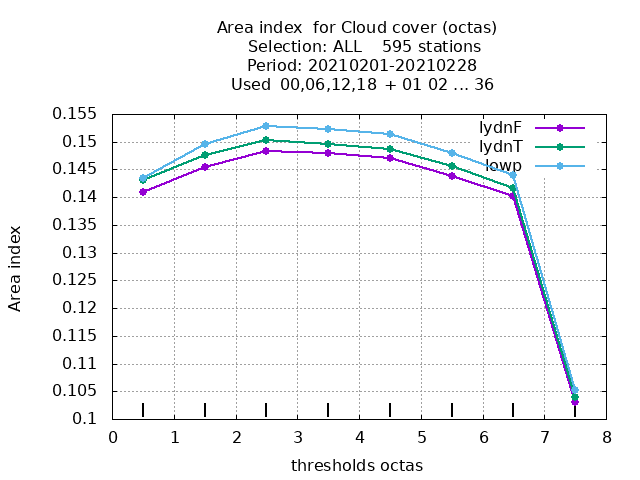 Area index  for Cloud cover (octas)
Selection: ALL    595 stations
Period: 20210201-20210228
Used  00,06,12,18  + 01 02 ... 36
0.155
0.15
0.145
0.14
0.135
0.13
0.125
0.12
0.115
0.11
0.105
0.1
lydnF
lydnT
lowp
Area index
0 1 2 3 4 5 6 7 8
thresholds octas